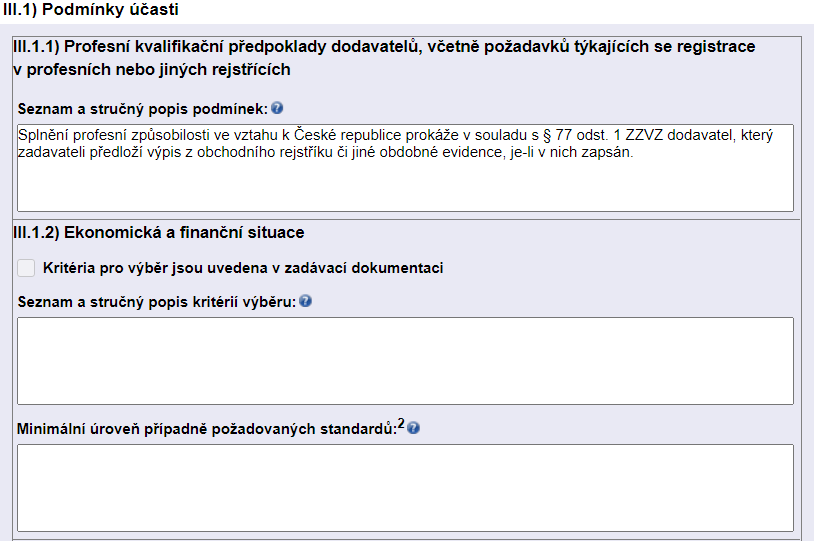 III.1) Podmínky účasti
III.1.1) Profesní kvalifikační předpoklady dodavatelů, včetně požadavků týkajících se registrace
v profesních nebo jiných rejstřících
Seznam a stručný popis podmínek:
Splnění profesní způsobilosti ve vztahu k České republice prokáže v souladu s § 77 odst. 1 ZZVZ dodavatel, který
zadavateli předloží výpis z obchodního rejstříku či jiné obdobné evidence, je-li v nich zapsán.
III.1.2) Ekonomická a finanční situace
Kritéria pro výběr jsou uvedena v zadávací dokumentaci
Seznam a stručný popis kritérií výběru:
Minimální úroveň případně požadovaných standardů:2